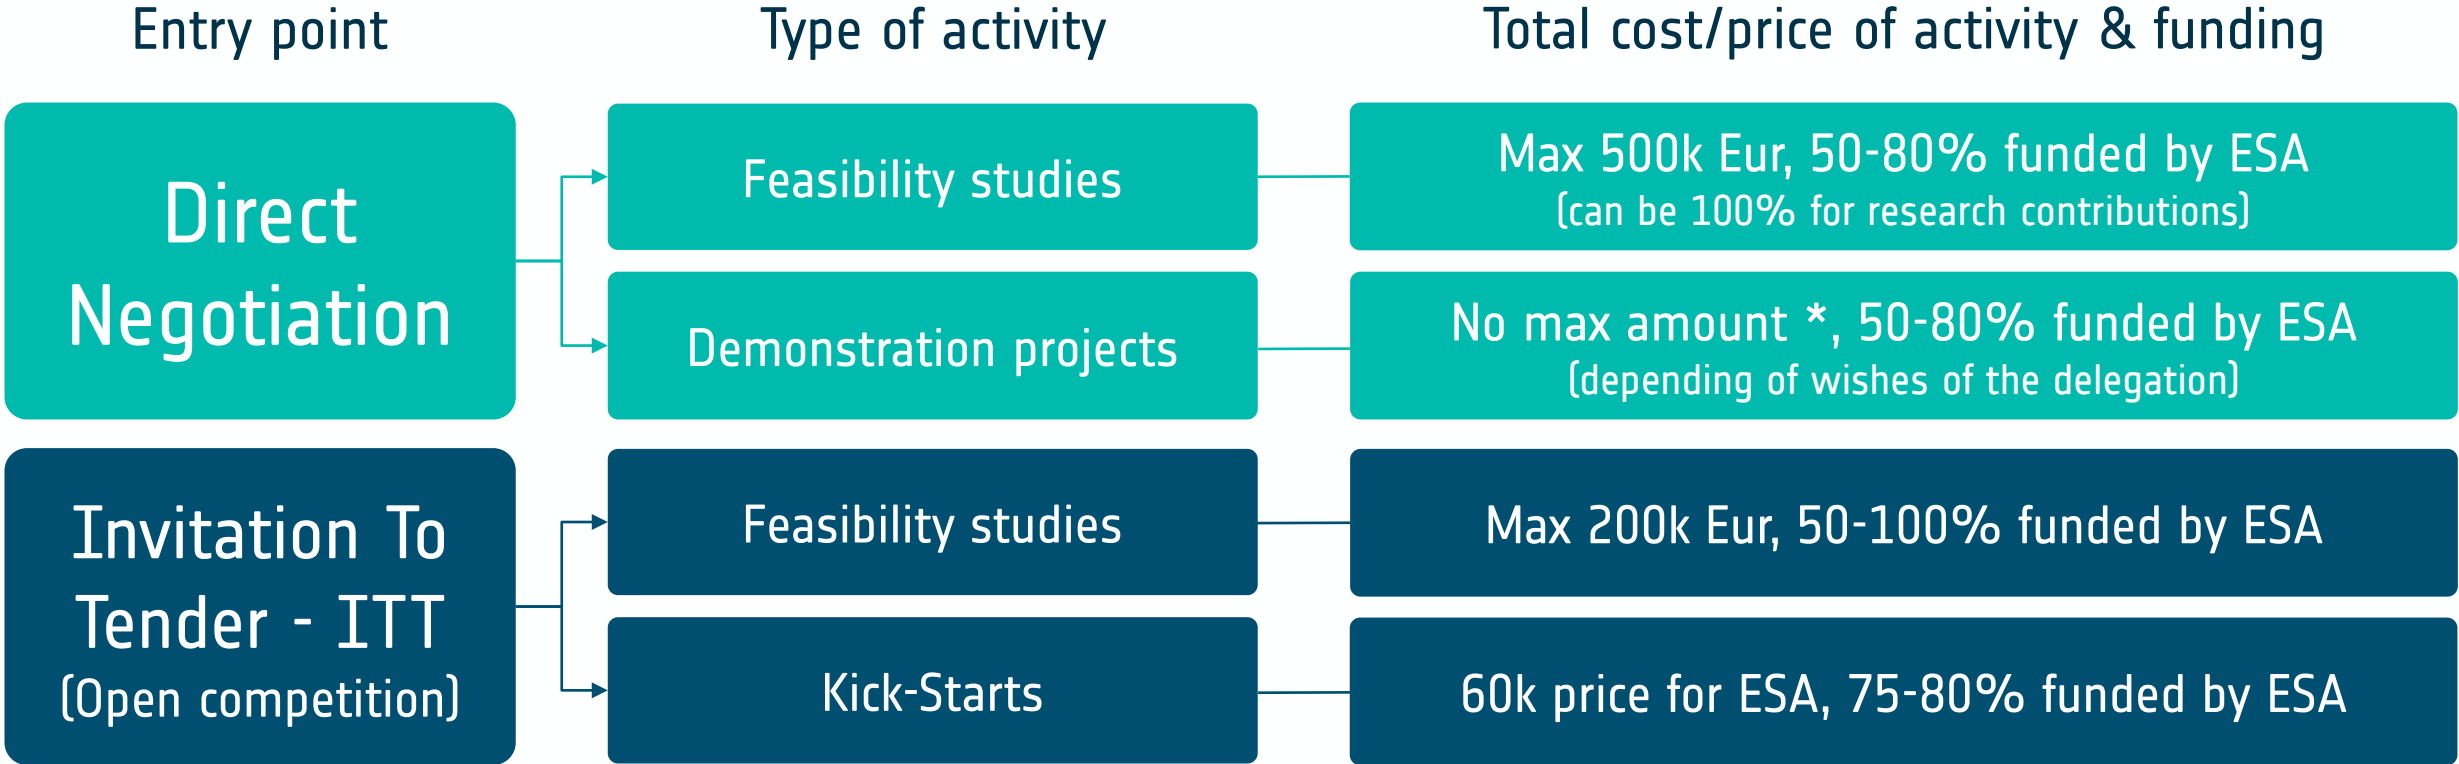 Entry point
Type of activity
Total cost/price of activity & funding
Direct
Negotiation
Feasibility studies
Max 500k Eur, 50-80% funded by ESA
(can be 100% for research contributions)
Demonstration projects
No max amount *, 50-80% funded by ESA
(depending of wishes of the delegation)
Invitation To
Tender - ITT
(Open competition)
Feasibility studies
Max 200k Eur, 50-100% funded by ESA
Kick-Starts
60k price for ESA, 75-80% funded by ESA